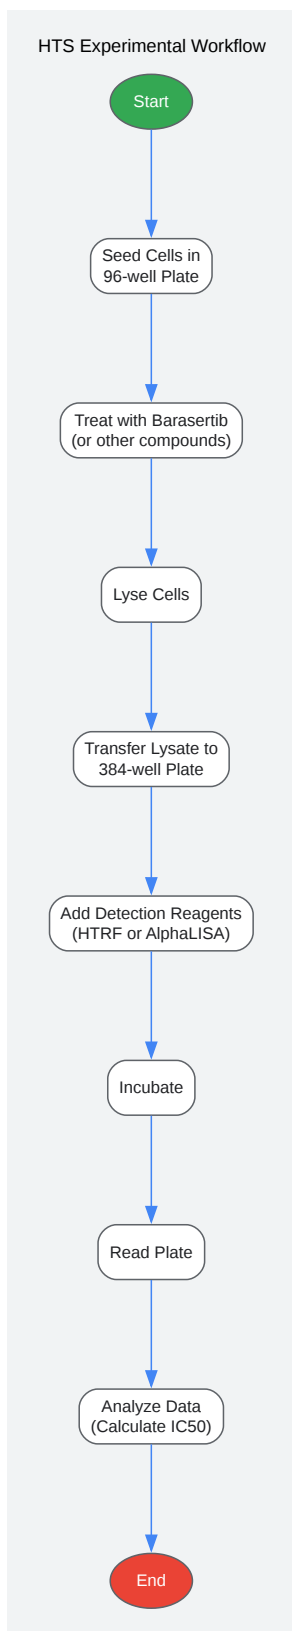 HTS Experimental Workflow
Start
Seed Cells in
96-well Plate
Treat with Barasertib
(or other compounds)
Lyse Cells
Transfer Lysate to
384-well Plate
Add Detection Reagents
(HTRF or AlphaLISA)
Incubate
Read Plate
Analyze Data
(Calculate IC50)
End